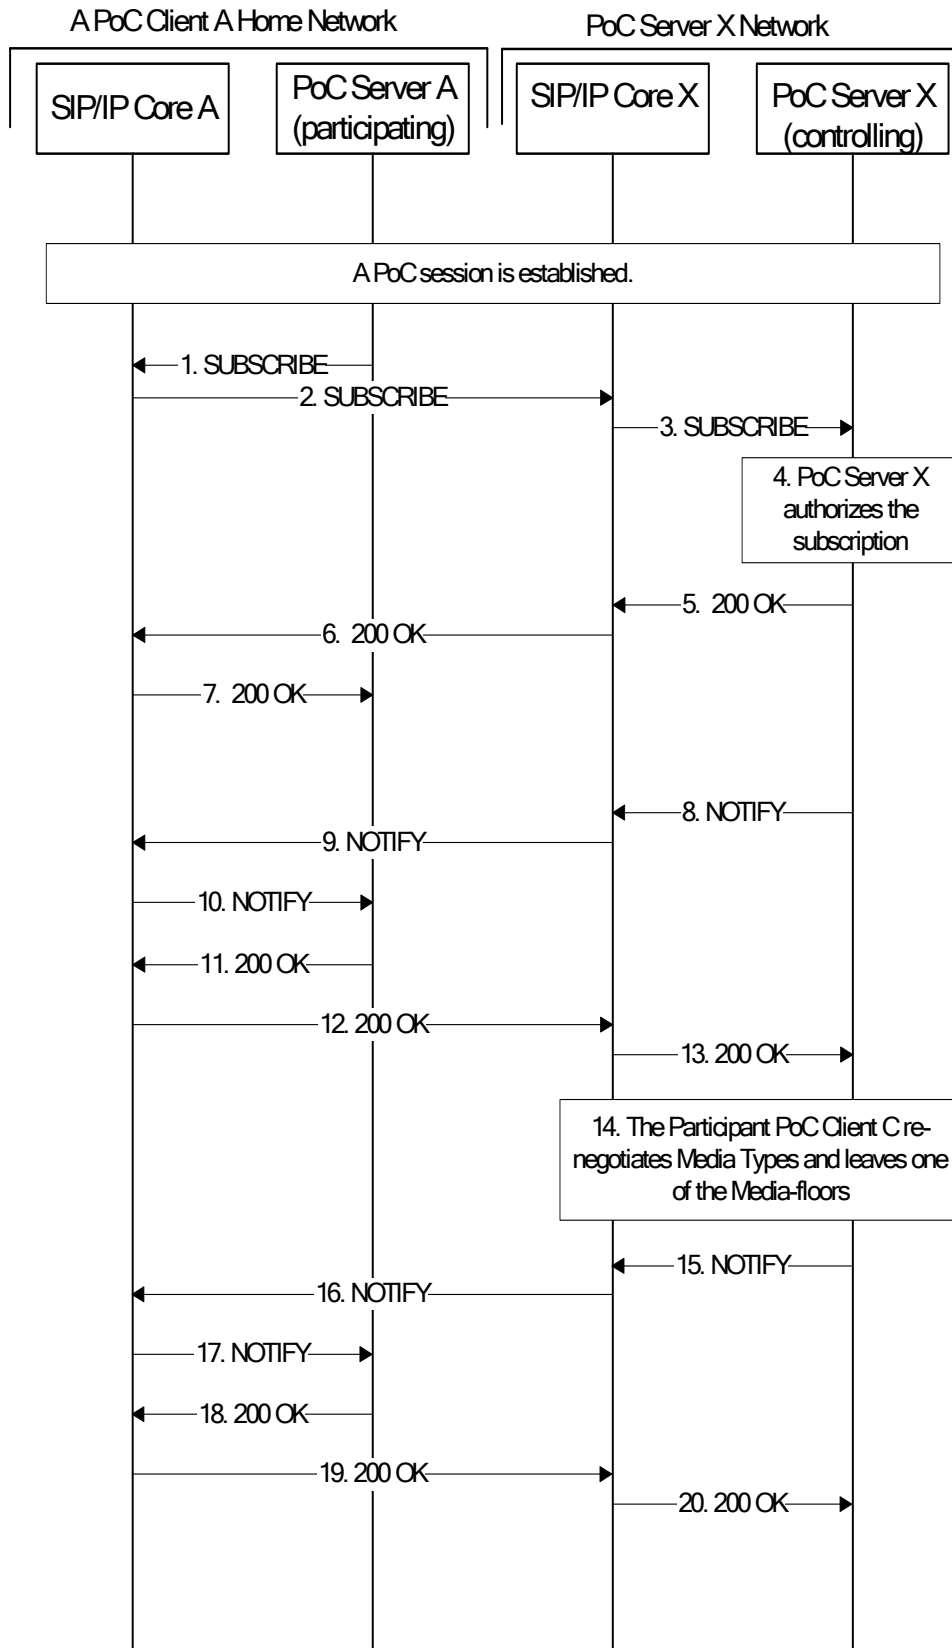 A PoC Client A Home Network
PoC Server X Network
SIP/IP Core A
PoC Server A
(participating)
SIP/IP Core X
PoC Server X
(controlling)
A PoC session is established.
1. SUBSCRIBE
2. SUBSCRIBE
3. SUBSCRIBE
4. PoC Server X
authorizes the
subscription
5. 200 OK
6. 200 OK
7. 200 OK
8. NOTIFY
9. NOTIFY
10. NOTIFY
11. 200 OK
12. 200 OK
13. 200 OK
14. The Participant PoC Client C re-
negotiates Media Types and leaves one
of the Media-floors
15. NOTIFY
16. NOTIFY
17. NOTIFY
18. 200 OK
19. 200 OK
20. 200 OK